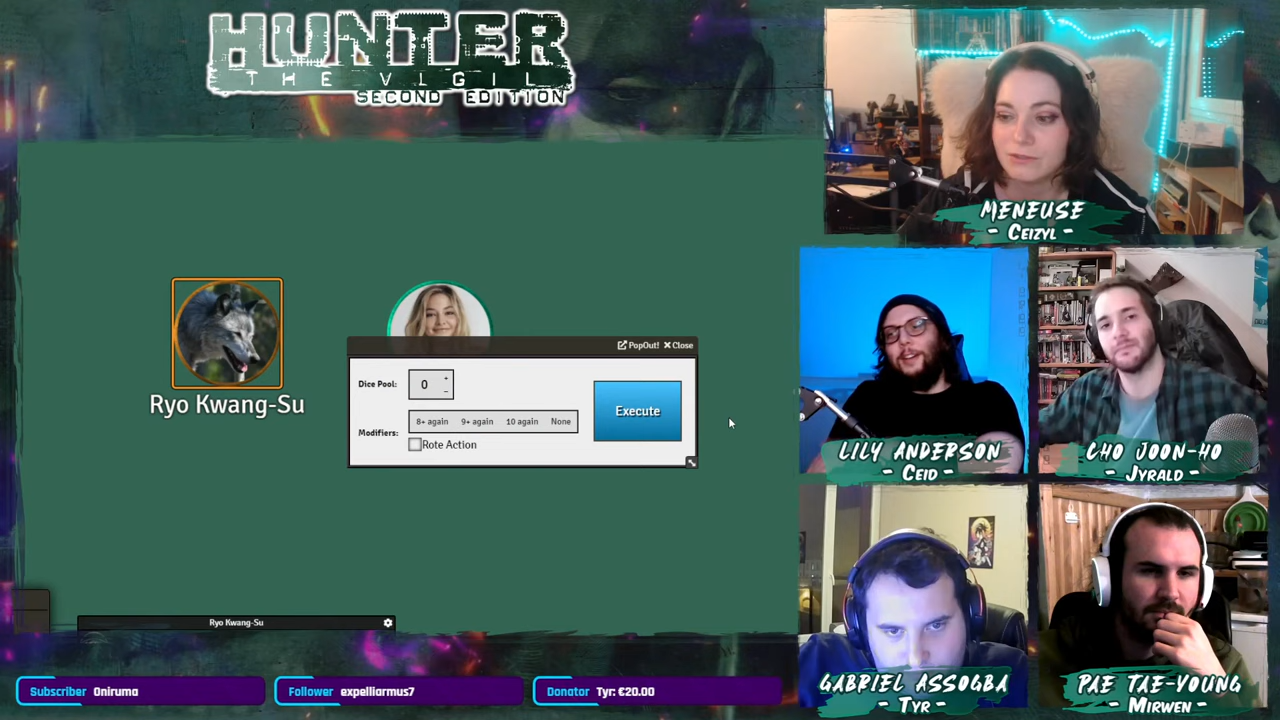 HUNTER
THE VIGIL
SECOND EDITION
MENEUSE
- CEIZYL -
Ryo Kwang-Su
PopOut! Close
Dice Pool: 0 + -
8+ again 9+ again 10 again None
Modifiers:
Rote Action
Execute
LILY ANDERSON
- CEID -
CHO JOON-HO
- JYRALD -
Ryo Kwang-Su
GABRIEL ASSOGBA
- TYR -
PAE TAE-YOUNG
- MIRWEN -
Subscriber Oniruma
Follower expelliarmus7
Donator Tyr: €20.00